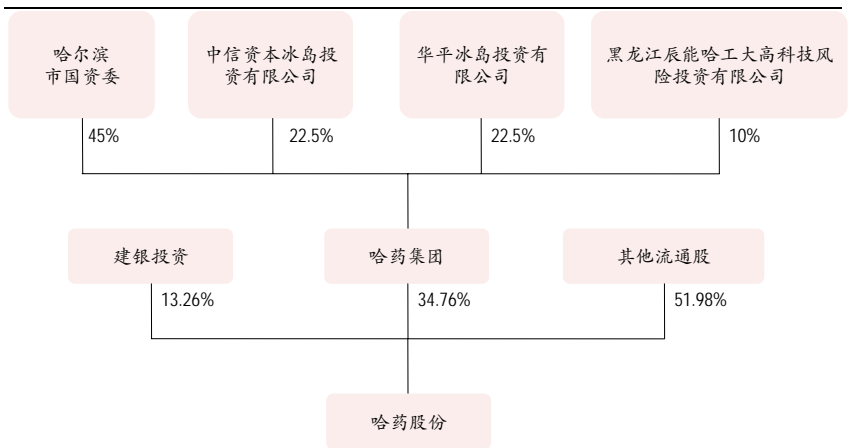 哈尔滨
市国资委
中信资本冰岛投
资有限公司
华平冰岛投资有
限公司
黑龙江辰能哈工大高科技风
险投资有限公司
45%
22.5%
22.5%
10%
建银投资
哈药集团
其他流通股
13.26%
34.76%
51.98%
哈药股份